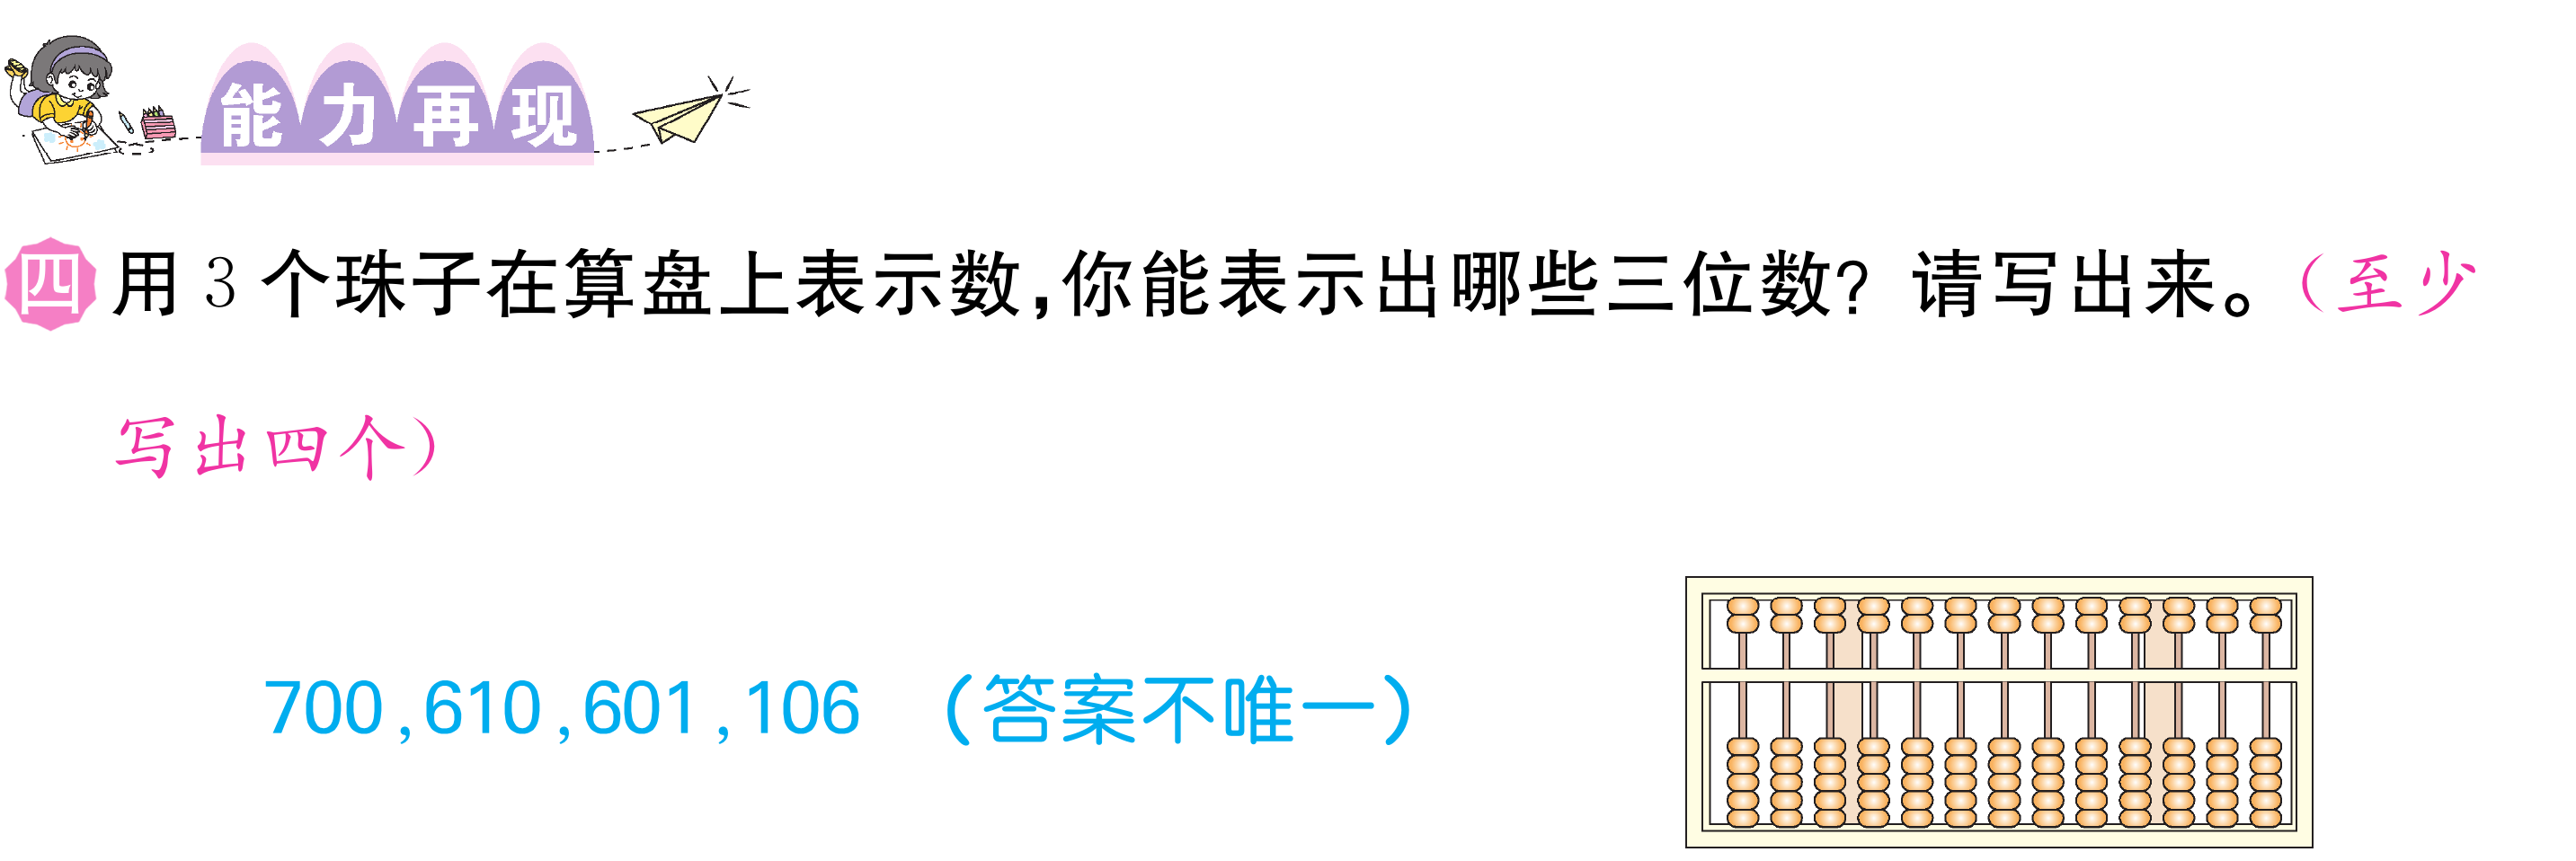 能力再现
四 用 3 个珠子在算盘上表示数,你能表示出哪些三位数? 请写出来。(至少
写出四个)
700,610,601,106 (答案不唯一)